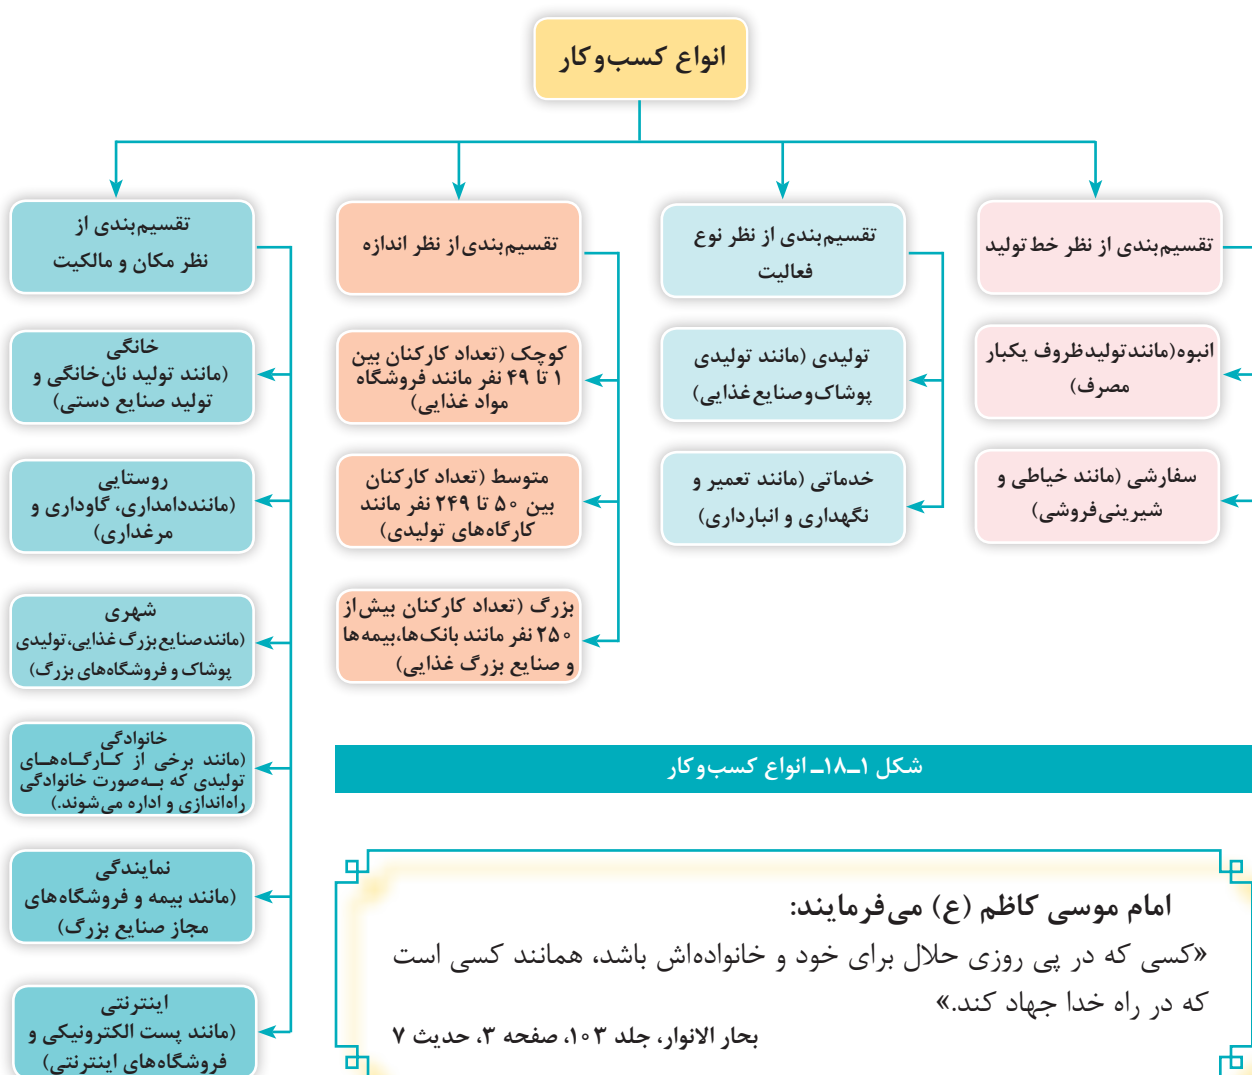 انواع کسب‌وکار
تقسیم‌بندی از نظر خط تولید
انبوه(مانندتولیدظروف یکبار
مصرف)
سفارشی (مانند خیاطی و
شیرینی‌فروشی)
تقسیم‌بندی از نظر نوع
فعالیت
تولیدی (مانند تولیدی
پوشاک‌وصنایع‌غذایی)
خدماتی (مانند تعمیر و
نگهداری و انبارداری)
تقسیم‌بندی از نظر اندازه
کوچک (تعداد کارکنان بین
۱ تا ۴۹ نفر مانند فروشگاه
مواد غذایی)
متوسط (تعداد کارکنان
بین ۵۰ تا ۲۴۹ نفر مانند
کارگاه‌های تولیدی)
بزرگ (تعداد کارکنان بیش‌از
۲۵۰ نفر مانند بانک‌ها،بیمه‌ها
و صنایع بزرگ غذایی)
تقسیم‌بندی از
نظر مکان و مالکیت
خانگی
(مانند تولید نان‌خانگی و
تولید صنایع دستی)
روستایی
(ماننددامداری، گاوداری و
مرغداری)
شهری
(مانندصنایع‌بزرگ‌غذایی،تولیدی
پوشاک و فروشگاه‌های بزرگ)
خانوادگی
(مانند برخی از کـارگـاه‌هـای
تولیدی که بـه‌صورت خانوادگی
راه‌اندازی و اداره می‌شوند.)
نمایندگی
(مانند بیمه و فروشگاه‌های
مجاز صنایع بزرگ)
اینترنتی
(مانند پست الکترونیکی و
فروشگاه‌های اینترنتی)
شکل ۱ــ۱۸ــ انواع کسب‌وکار
امام موسی کاظم (ع) می‌فرمایند:
«کسی که در پی روزی حلال برای خود و خانواده‌اش باشد، همانند کسی است
که در راه خدا جهاد کند.»
بحار الانوار، جلد ۱۰۳، صفحه ۳، حدیث ۷